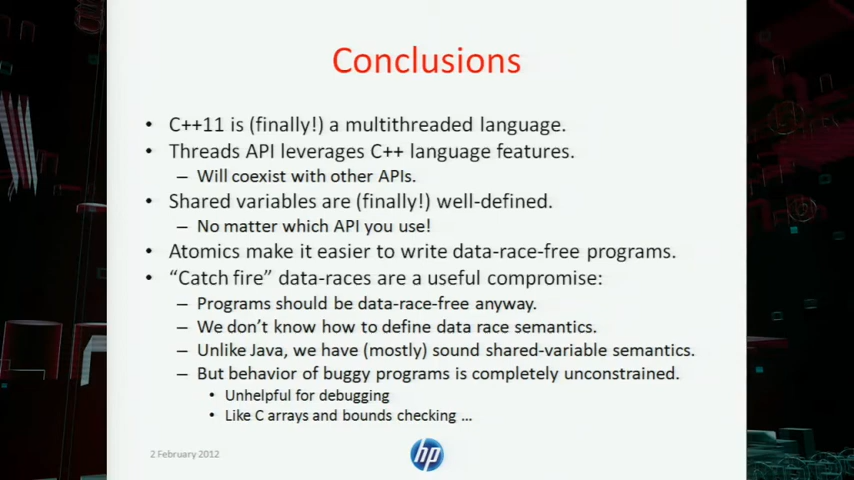 Conclusions
• C++11 is (finally!) a multithreaded language.
• Threads API leverages C++ language features.
– Will coexist with other APIs.
• Shared variables are (finally!) well-defined.
– No matter which API you use!
• Atomics make it easier to write data-race-free programs.
• “Catch fire” data-races are a useful compromise:
– Programs should be data-race-free anyway.
– We don’t know how to define data race semantics.
– Unlike Java, we have (mostly) sound shared-variable semantics.
– But behavior of buggy programs is completely unconstrained.
• Unhelpful for debugging
• Like C arrays and bounds checking …
2 February 2012
hp